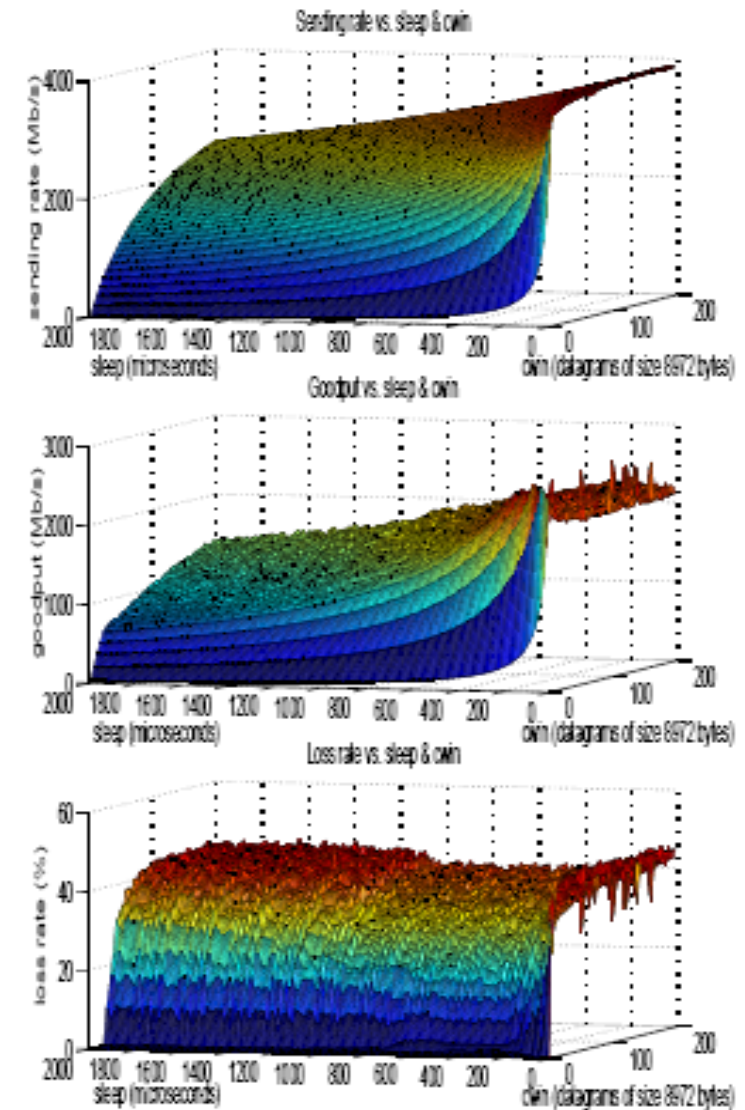 Sending rate vs. sleep & cwin
sending rate (Mb/s)
4000
2000
0
2000 1800 1600 1400 1200 1000 800 600 400 200 0
0 100 200
sleep (microseconds)
cwin (datagrams of size 8972 bytes)
Goodput vs. sleep & cwin
goodput (Mb/s)
3000
2000
1000
0
2000 1800 1600 1400 1200 1000 800 600 400 200 0
0 100 200
sleep (microseconds)
cwin (datagrams of size 8972 bytes)
Loss rate vs. sleep & cwin
loss rate (%)
60
40
20
0
2000 1800 1600 1400 1200 1000 800 600 400 200 0
0 100 200
sleep (microseconds)
cwin (datagrams of size 8972 bytes)